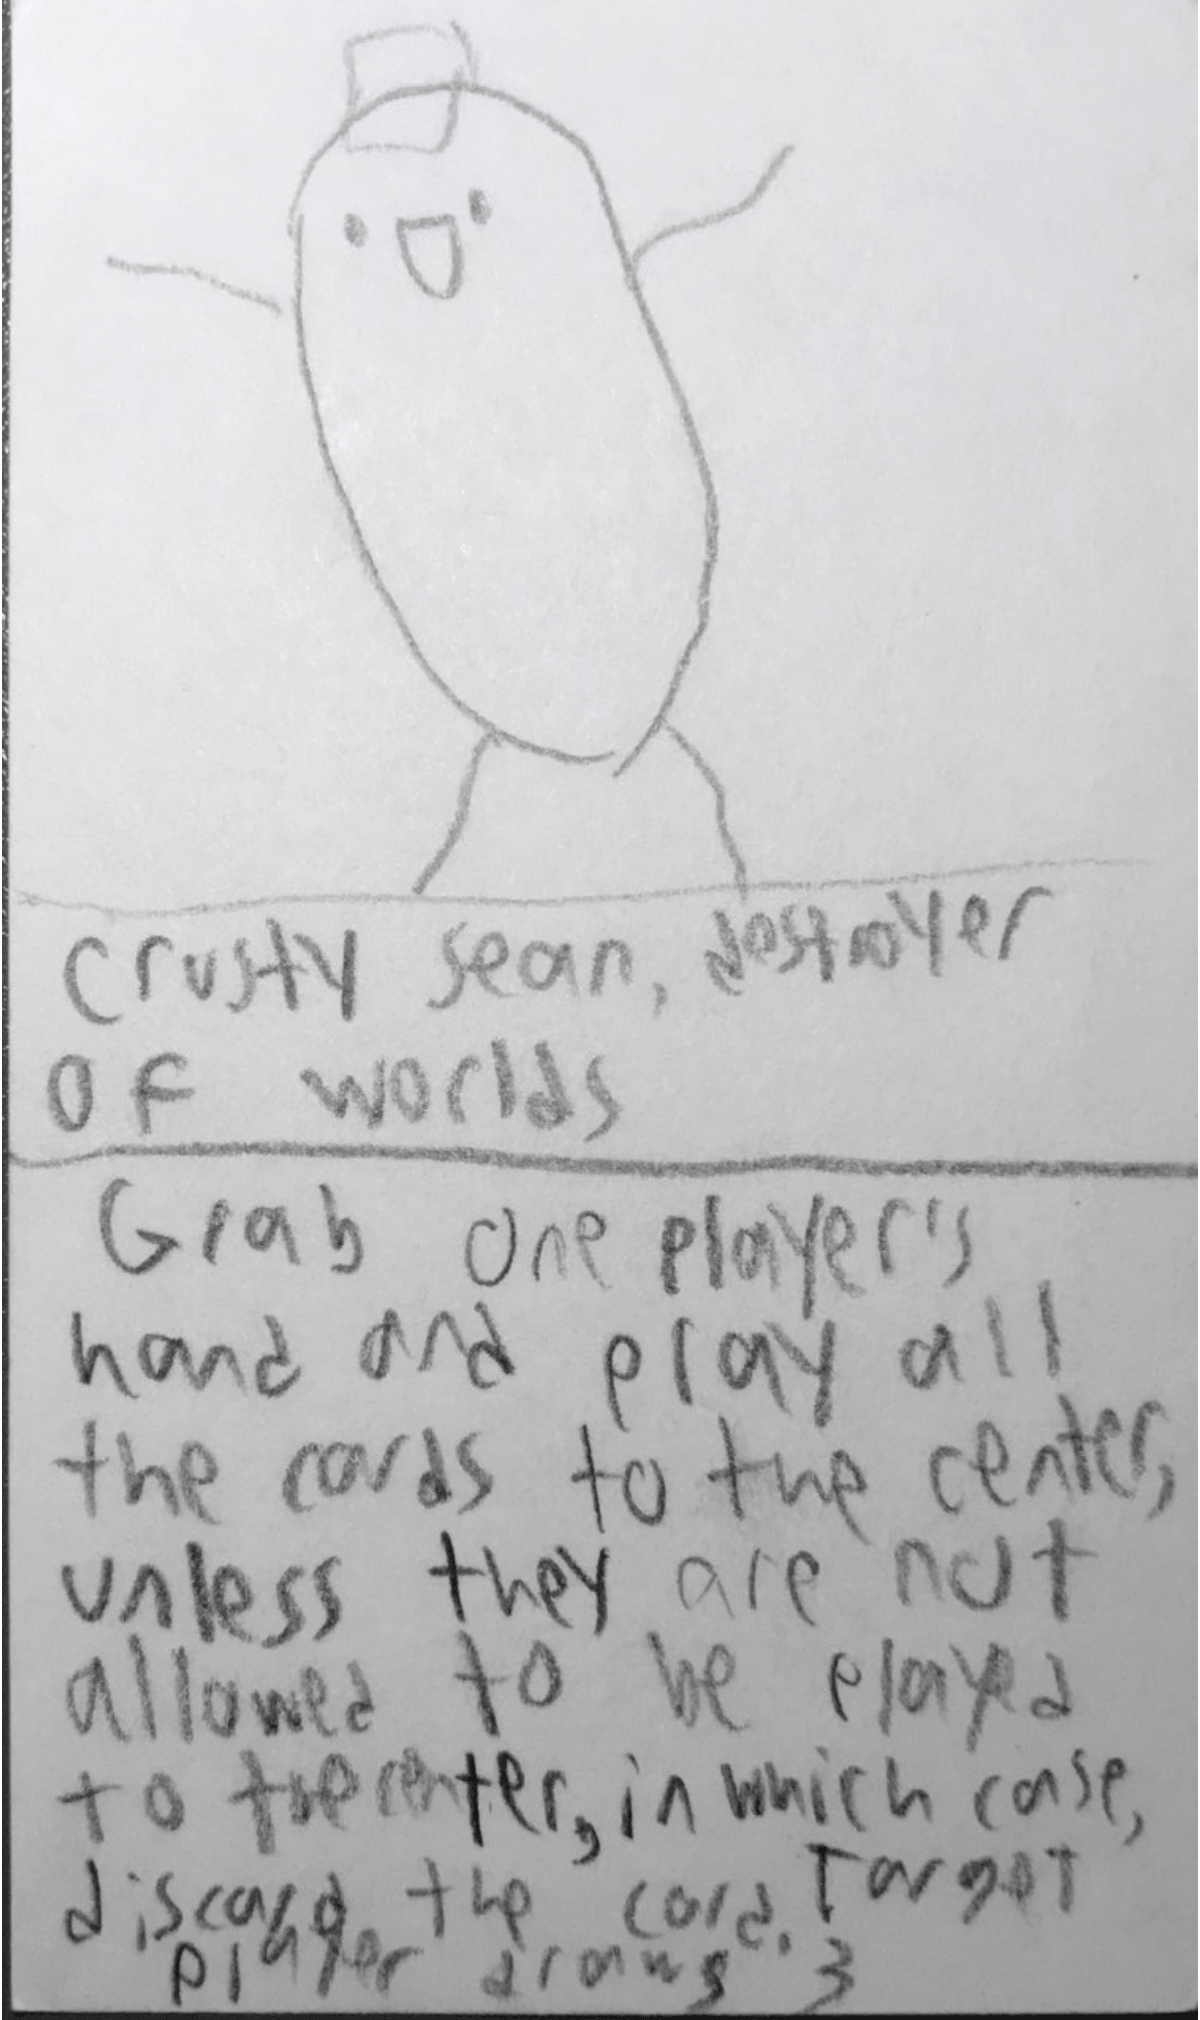 Crusty Sean, destroyer
of worlds
Grab one player's
hand and play all
the cards to the center,
unless they are not
allowed to be played
to the center, in which case,
discard the card. Target
player draws 3